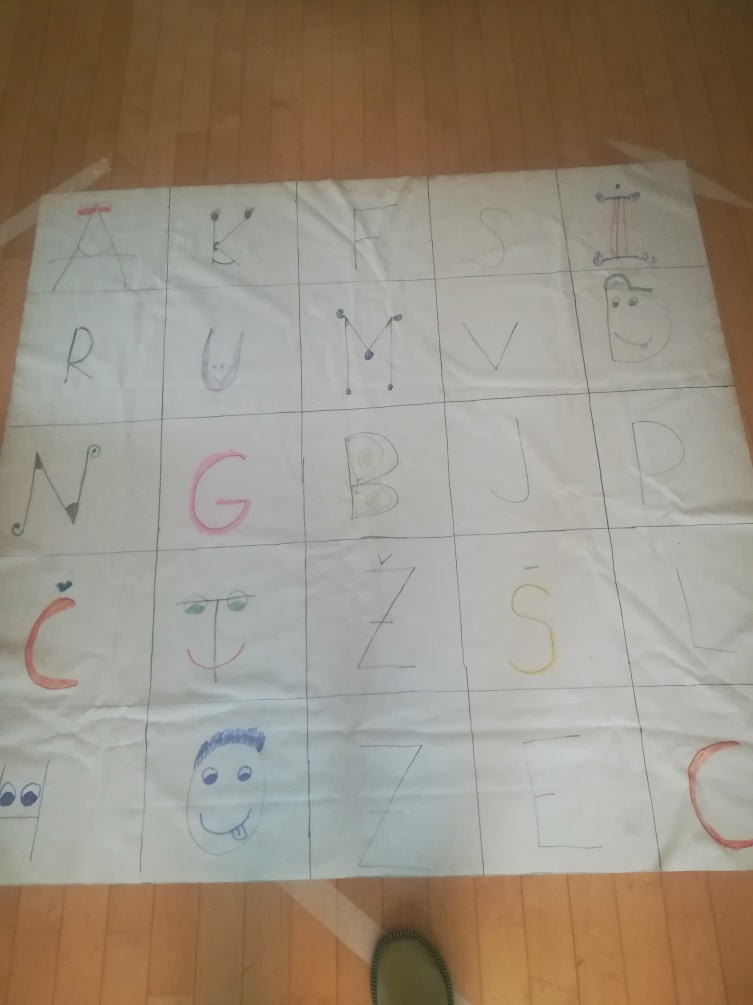 A K F S I
R U M V D
N G B J P
Č T Ž Š L
H O Z E C